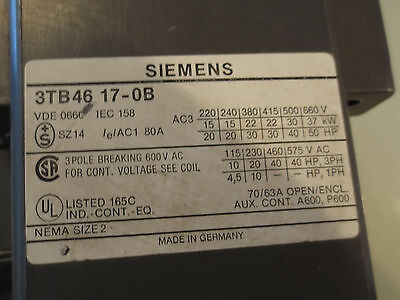 SIEMENS
3TB46 17-0B
VDE 0660 IEC 158
SZ14 Ie/AC1 80A
AC3 220 240 380 415 500 660 V
15 15 22 22 30 37 kW
20 20 30 30 40 50 HP
SA 3 POLE BREAKING 600 V AC
FOR CONT. VOLTAGE SEE COIL
115 230 460 575 V AC
10 20 40 40 HP, 3PH
4,5 10 – – HP, 1PH
UL LISTED 165C
IND.-CONT.-EQ.
70/63A OPEN/ENCL.
AUX. CONT. A600, P600
NEMA SIZE 2
MADE IN GERMANY